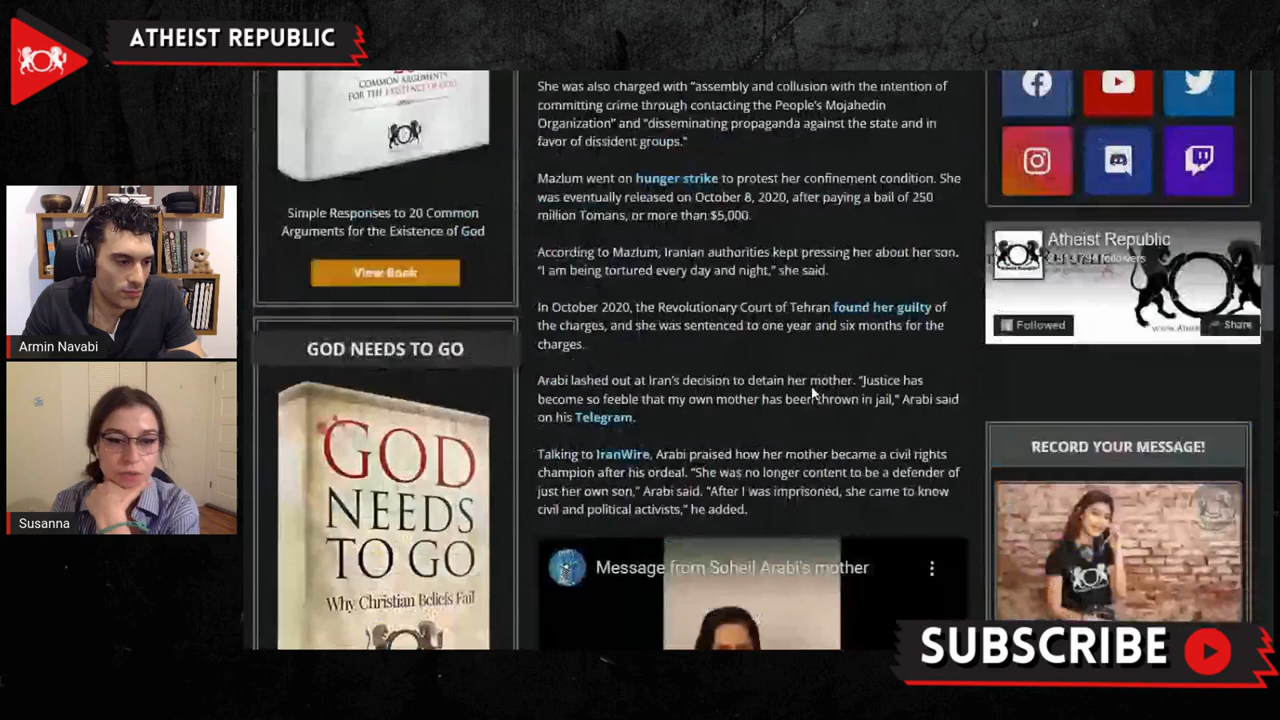 ATHEIST REPUBLIC
COMMON ARGUMENTS
FOR THE EXISTENCE OF GOD
Simple Responses to 20 Common
Arguments for the Existence of God
View Book
GOD NEEDS TO GO
GOD
NEEDS
TO GO
Why Christian Beliefs Fail
She was also charged with “assembly and collusion with the intention of
committing crime through contacting the People's Mojahedin
Organization” and “disseminating propaganda against the state and in
favor of dissident groups.”
Mazlum went on hunger strike to protest her confinement condition. She
was eventually released on October 8, 2020, after paying a bail of 250
million Tomans, or more than $5,000.
According to Mazlum, Iranian authorities kept pressing her about her son.
“I am being tortured every day and night,” she said.
In October 2020, the Revolutionary Court of Tehran found her guilty of
the charges, and she was sentenced to one year and six months for the
charges.
Arabi lashed out at Iran's decision to detain her mother. “Justice has
become so feeble that my own mother has been thrown in jail,” Arabi said
on his Telegram.
Talking to IranWire, Arabi praised how her mother became a civil rights
champion after his ordeal. “She was no longer content to be a defender of
just her own son,” Arabi said. “After I was imprisoned, she came to know
civil and political activists,” he added.
Message from Soheil Arabi's mother
Atheist Republic
followers
Followed
Share
RECORD YOUR MESSAGE!
Armin Navabi
Susanna
SUBSCRIBE